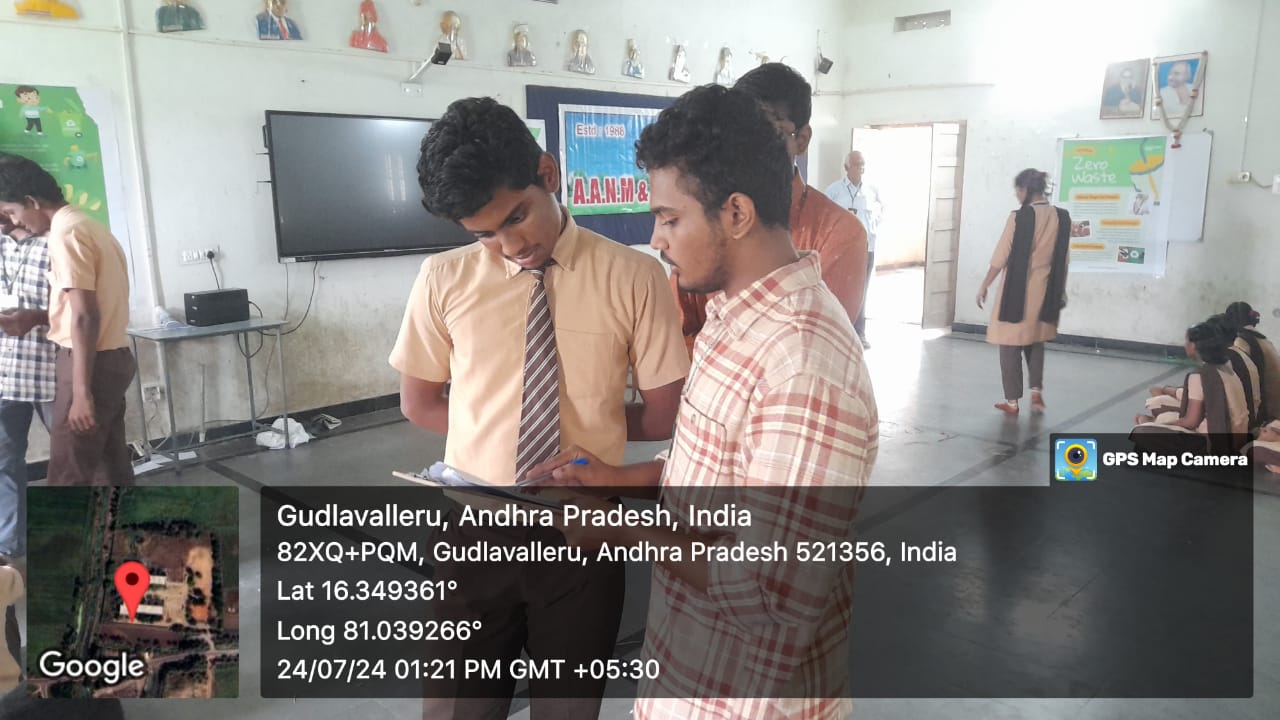 Estd : 1986
A.A.N.M &
Zero
Waste
GPS Map Camera
Gudlavalleru, Andhra Pradesh, India
82XQ+PQM, Gudlavalleru, Andhra Pradesh 521356, India
Lat 16.349361°
Long 81.039266°
24/07/24 01:21 PM GMT +05:30
Google